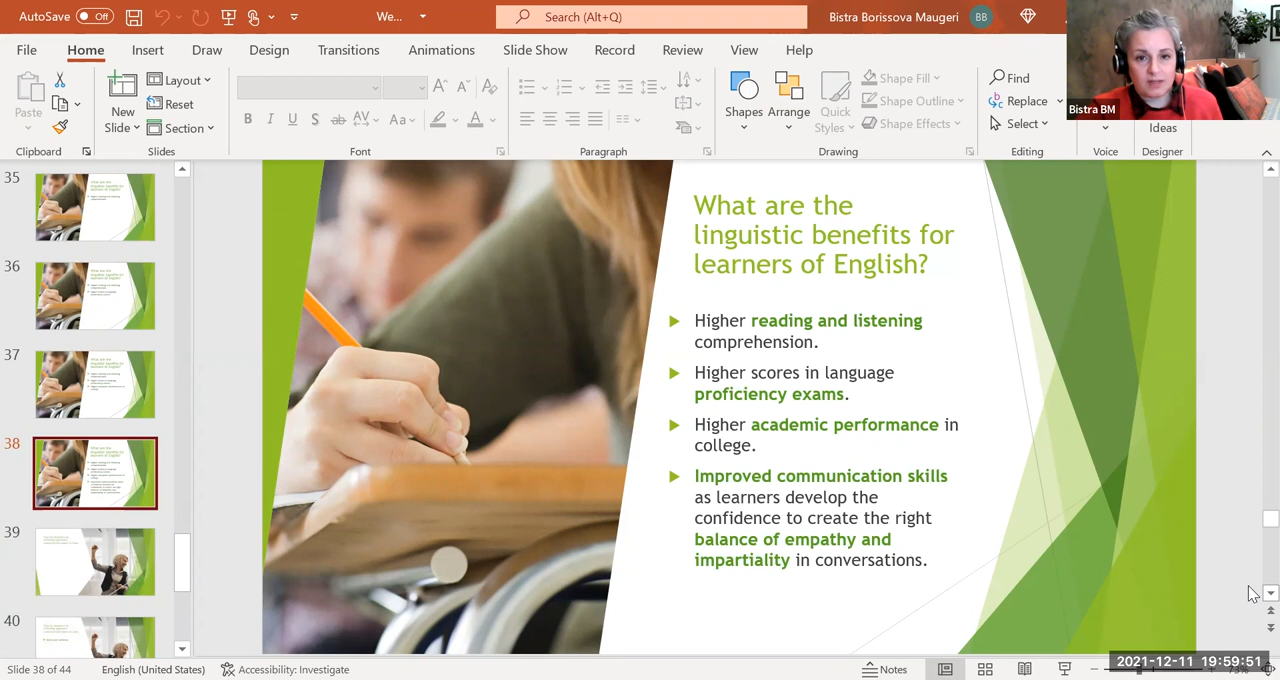 AutoSave Off We... Search (Alt+Q) Bistra Borissova Maugeri BB
File Home Insert Draw Design Transitions Animations Slide Show Record Review View Help
Bistra BM
Paste
New
Slide
Layout
Reset
Section
B I U S ab AV Aa A
Shapes
Arrange
Quick
Styles
Shape Fill
Shape Outline
Shape Effects
Find
Replace
Select
Ideas
Clipboard Slides Font Paragraph Drawing Editing Voice Designer
35
36
37
38
39
40
What are the
linguistic benefits for
learners of English?
Higher reading and listening
comprehension.
Higher scores in language
proficiency exams.
Higher academic performance in
college.
Improved communication skills
as learners develop the
confidence to create the right
balance of empathy and
impartiality in conversations.
Slide 38 of 44 English (United States) Accessibility: Investigate Notes
2021-12-11 19:59:51